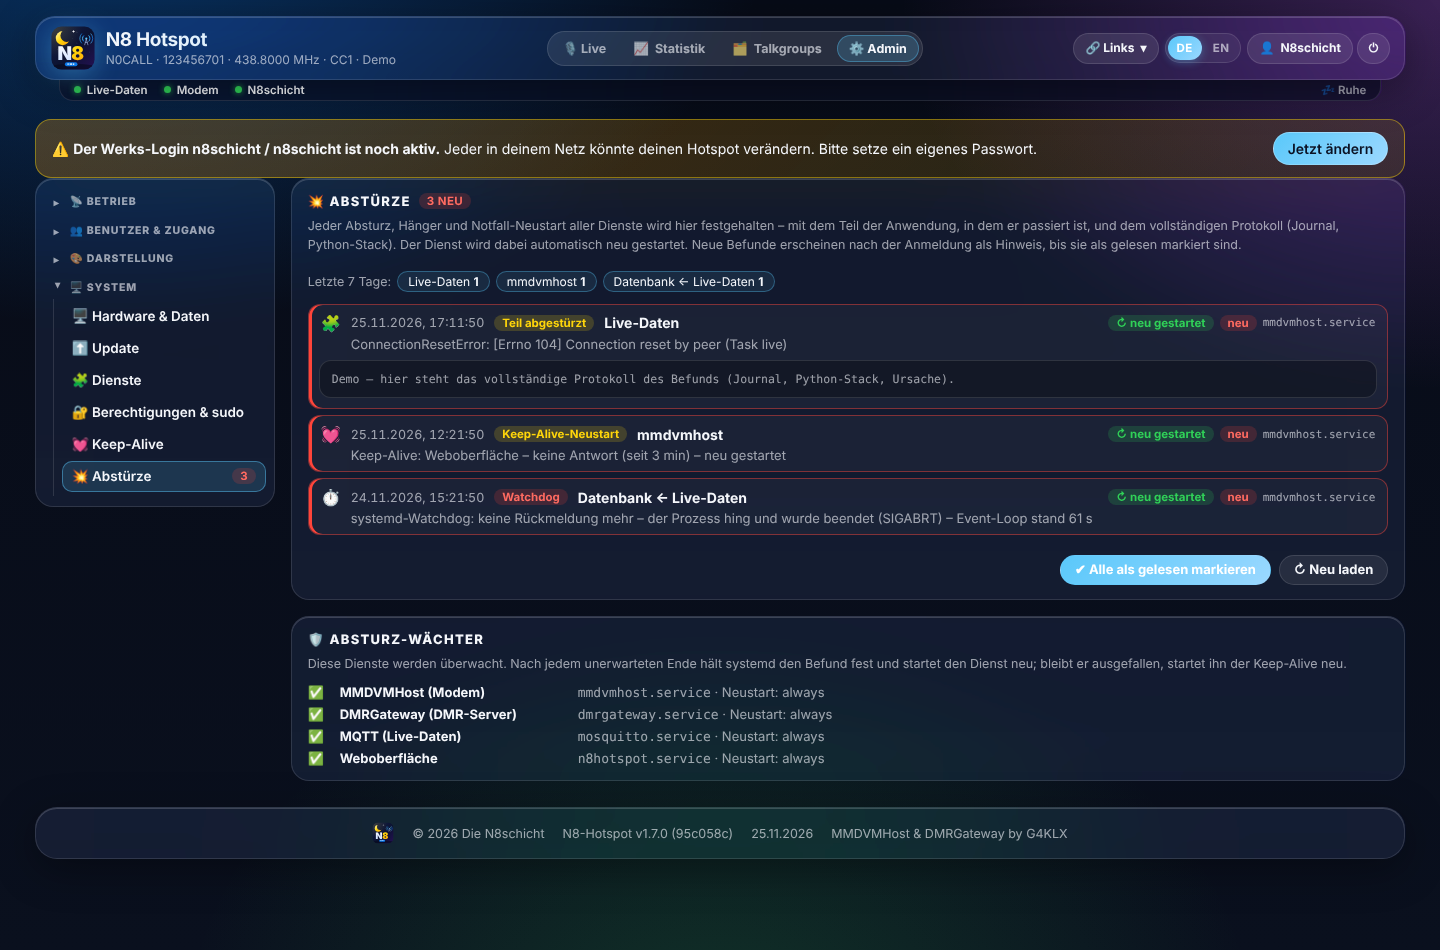 N8 Hotspot
N0CALL · 123456701 · 438.8000 MHz · CC1 · Demo
Live
Statistik
Talkgroups
Admin
Links ▾
DE EN
N8schicht
Live-Daten
Modem
N8schicht
Ruhe
⚠️ Der Werks-Login n8schicht / n8schicht ist noch aktiv. Jeder in deinem Netz könnte deinen Hotspot verändern. Bitte setze ein eigenes Passwort.
Jetzt ändern
▸ BETRIEB
▸ BENUTZER & ZUGANG
▸ DARSTELLUNG
▾ SYSTEM
Hardware & Daten
Update
Dienste
Berechtigungen & sudo
Keep-Alive
Abstürze 3
ABSTÜRZE 3 NEU
Jeder Absturz, Hänger und Notfall-Neustart aller Dienste wird hier festgehalten – mit dem Teil der Anwendung, in dem er passiert ist, und dem vollständigen Protokoll (Journal,
Python-Stack). Der Dienst wird dabei automatisch neu gestartet. Neue Befunde erscheinen nach der Anmeldung als Hinweis, bis sie als gelesen markiert sind.
Letzte 7 Tage: Live-Daten 1 mmdvmhost 1 Datenbank ← Live-Daten 1
25.11.2026, 17:11:50 Teil abgestürzt Live-Daten ↻ neu gestartet neu mmdvmhost.service
ConnectionResetError: [Errno 104] Connection reset by peer (Task live)
Demo – hier steht das vollständige Protokoll des Befunds (Journal, Python-Stack, Ursache).
25.11.2026, 12:21:50 Keep-Alive-Neustart mmdvmhost ↻ neu gestartet neu mmdvmhost.service
Keep-Alive: Weboberfläche – keine Antwort (seit 3 min) – neu gestartet
24.11.2026, 15:21:50 Watchdog Datenbank ← Live-Daten ↻ neu gestartet neu mmdvmhost.service
systemd-Watchdog: keine Rückmeldung mehr – der Prozess hing und wurde beendet (SIGABRT) – Event-Loop stand 61 s
✔ Alle als gelesen markieren
↻ Neu laden
ABSTURZ-WÄCHTER
Diese Dienste werden überwacht. Nach jedem unerwarteten Ende hält systemd den Befund fest und startet den Dienst neu; bleibt er ausgefallen, startet ihn der Keep-Alive neu.
✅ MMDVMHost (Modem) mmdvmhost.service · Neustart: always
✅ DMRGateway (DMR-Server) dmrgateway.service · Neustart: always
✅ MQTT (Live-Daten) mosquitto.service · Neustart: always
✅ Weboberfläche n8hotspot.service · Neustart: always
N8 © 2026 Die N8schicht N8-Hotspot v1.7.0 (95c058c) 25.11.2026 MMDVMHost & DMRGateway by G4KLX